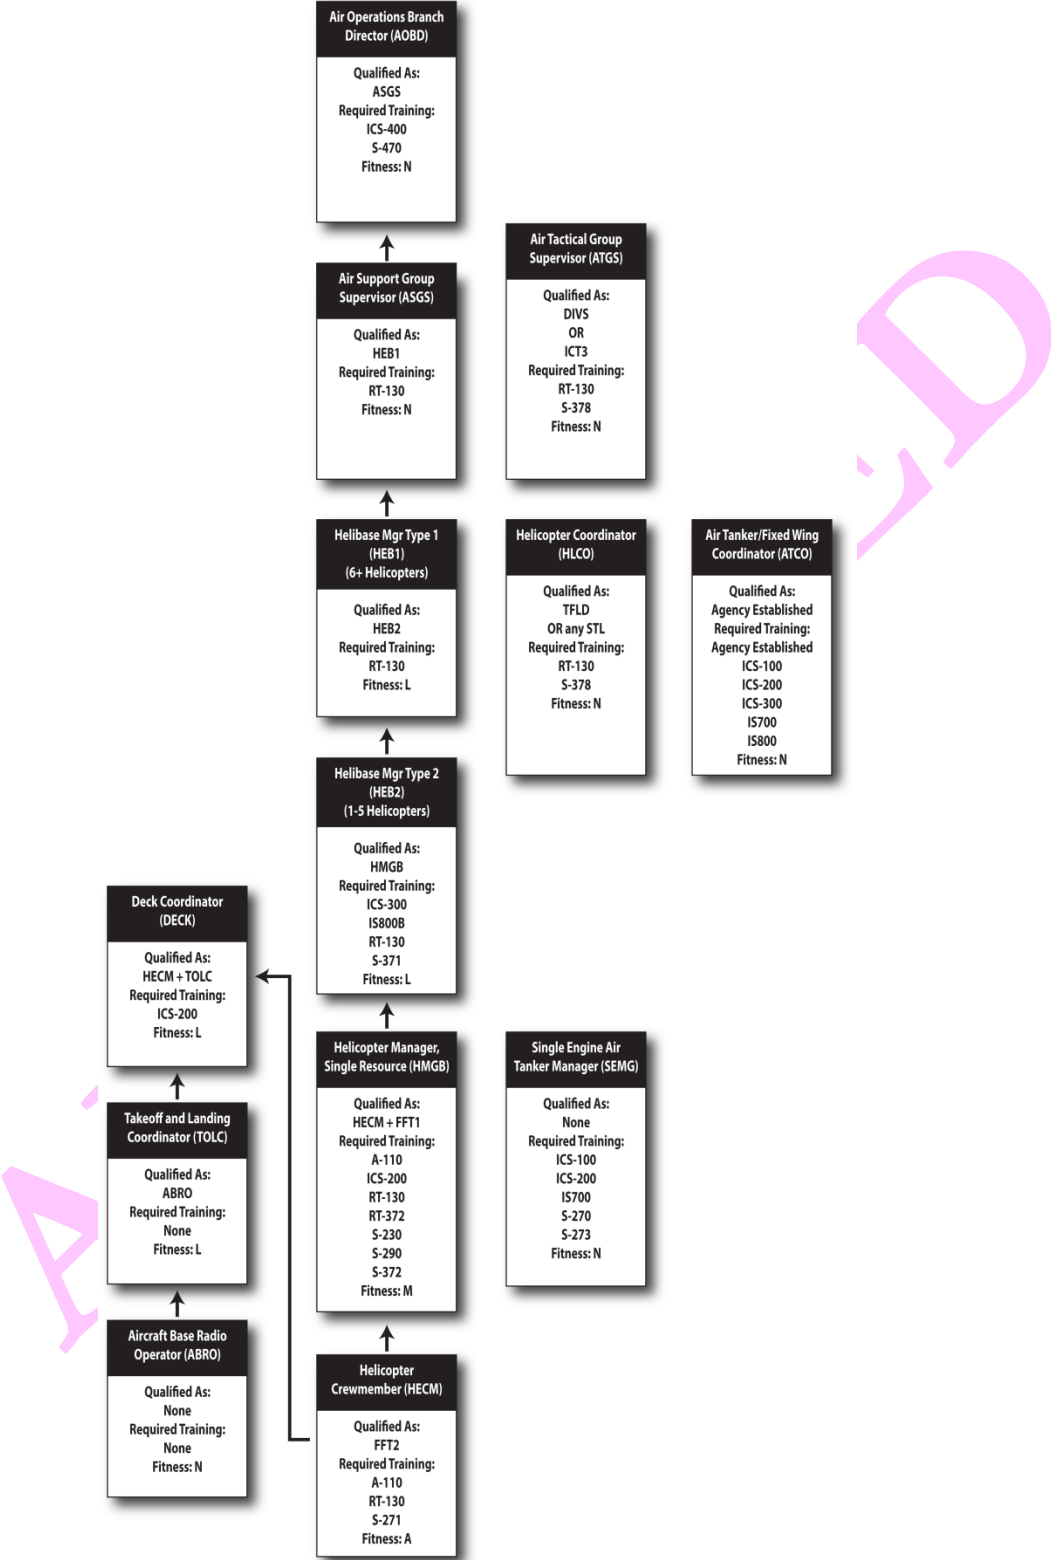 Air Operations Branch
Director (AOBD)
Qualified As:
ASGS
Required Training:
ICS-400
S-470
Fitness: N
Air Tactical Group
Supervisor (ATGS)
Qualified As:
DIVS
OR
ICT3
Required Training:
RT-130
S-378
Fitness: N
Air Support Group
Supervisor (ASGS)
Qualified As:
HEB1
Required Training:
RT-130
Fitness: N
Helibase Mgr Type 1
(HEB1)
(6+ Helicopters)
Qualified As:
HEB2
Required Training:
RT-130
Fitness: L
Helicopter Coordinator
(HLCO)
Qualified As:
TFLD
OR any STL
Required Training:
RT-130
S-378
Fitness: N
Air Tanker/Fixed Wing
Coordinator (ATCO)
Qualified As:
Agency Established
Required Training:
Agency Established
ICS-100
ICS-200
ICS-300
IS700
IS800
Fitness: N
Helibase Mgr Type 2
(HEB2)
(1-5 Helicopters)
Qualified As:
HMGB
Required Training:
ICS-300
IS800B
RT-130
S-371
Fitness: L
Deck Coordinator
(DECK)
Qualified As:
HECM + TOLC
Required Training:
ICS-200
Fitness: L
Helicopter Manager,
Single Resource (HMGB)
Qualified As:
HECM + FFT1
Required Training:
A-110
ICS-200
RT-130
RT-372
S-230
S-290
S-372
Fitness: M
Single Engine Air
Tanker Manager (SEMG)
Qualified As:
None
Required Training:
ICS-100
ICS-200
IS700
S-270
S-273
Fitness: N
Takeoff and Landing
Coordinator (TOLC)
Qualified As:
ABRO
Required Training:
None
Fitness: L
Aircraft Base Radio
Operator (ABRO)
Qualified As:
None
Required Training:
None
Fitness: N
Helicopter
Crewmember (HECM)
Qualified As:
FFT2
Required Training:
A-110
RT-130
S-271
Fitness: A